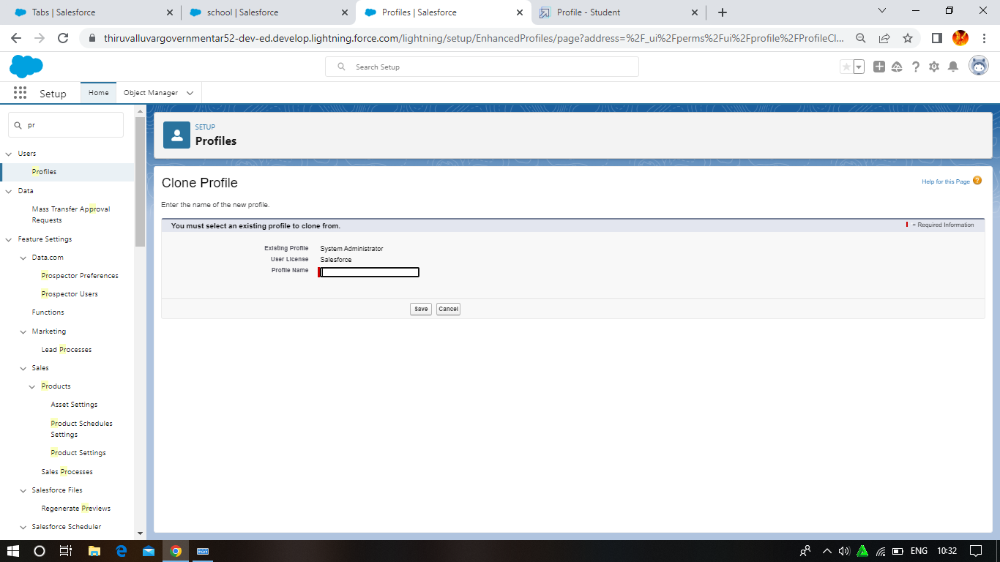 Tabs | Salesforce
school | Salesforce
Profiles | Salesforce
Profile - Student
thiruvalluvargovernmentar52-dev-ed.develop.lightning.force.com/lightning/setup/EnhancedProfiles/page?address=%2F_ui%2Fperms%2Fui%2Fprofile%2FProfileCl...
Search Setup
Setup
Home
Object Manager
pr
Users
Profiles
Data
Mass Transfer Approval
Requests
Feature Settings
Data.com
Prospector Preferences
Prospector Users
Functions
Marketing
Lead Processes
Sales
Products
Asset Settings
Product Schedules
Settings
Product Settings
Sales Processes
Salesforce Files
Regenerate Previews
Salesforce Scheduler
SETUP
Profiles
Clone Profile
Help for this Page ?
Enter the name of the new profile.
You must select an existing profile to clone from.
= Required Information
Existing Profile System Administrator
User License Salesforce
Profile Name
Save Cancel
ENG 10:32